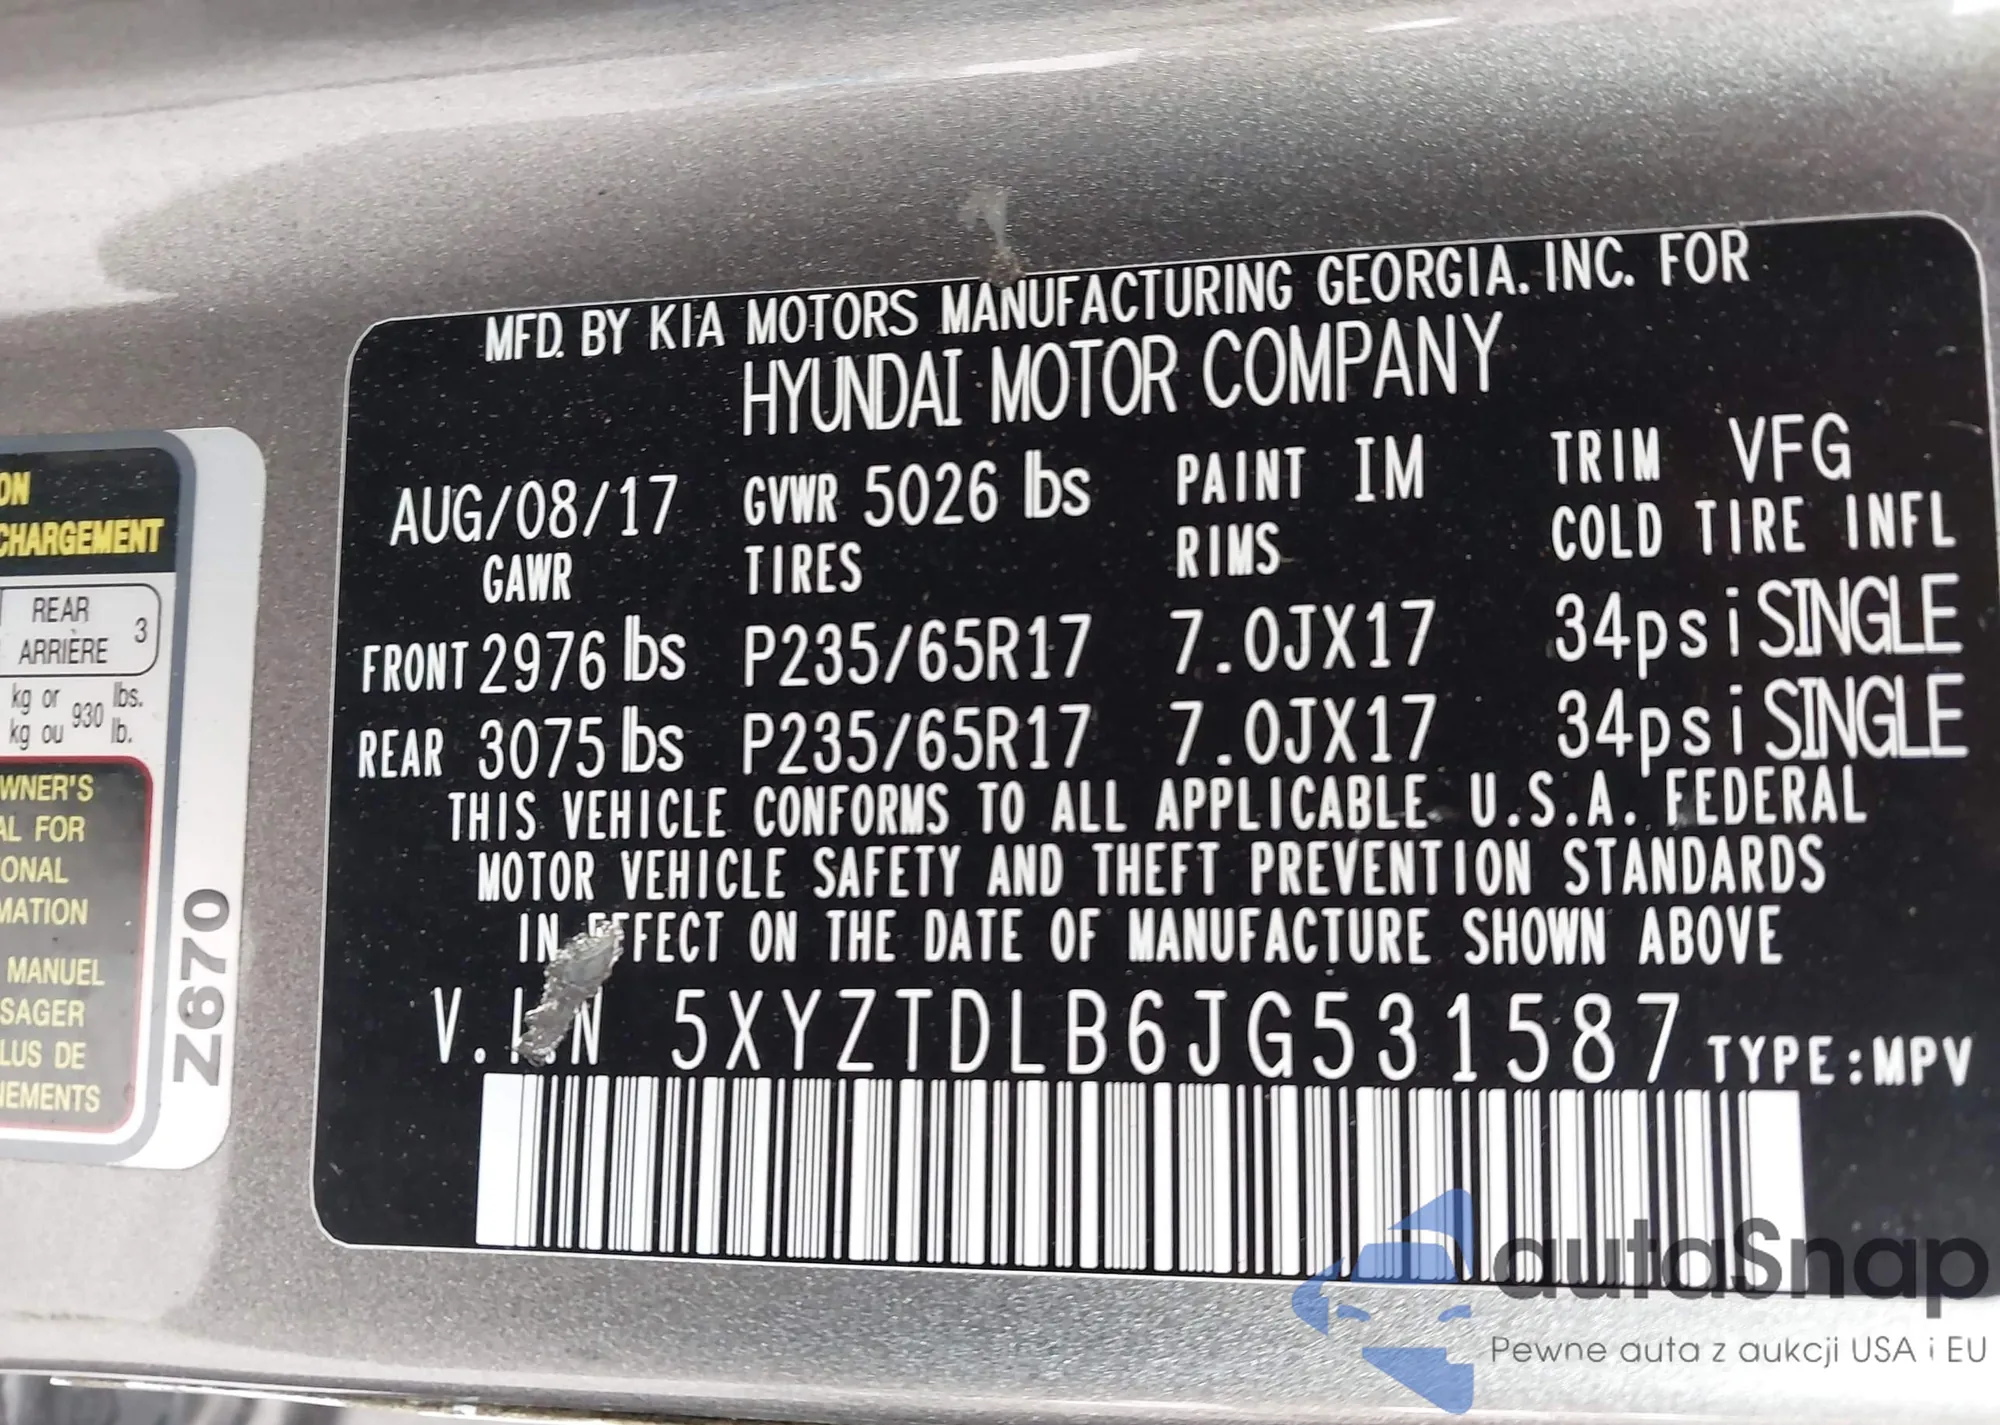 MFD. BY KIA MOTORS MANUFACTURING GEORGIA. INC. FOR
HYUNDAI MOTOR COMPANY
AUG/08/17 GVWR 5026 lbs PAINT IM TRIM VFG
GAWR TIRES RIMS COLD TIRE INFL
FRONT 2976 lbs P235/65R17 7.0JX17 34psi SINGLE
REAR 3075 lbs P235/65R17 7.0JX17 34psi SINGLE
THIS VEHICLE CONFORMS TO ALL APPLICABLE U.S.A. FEDERAL
MOTOR VEHICLE SAFETY AND THEFT PREVENTION STANDARDS
IN EFFECT ON THE DATE OF MANUFACTURE SHOWN ABOVE
V.I.N 5XYZTDLB6JG531587 TYPE:MPV
ON
CHARGEMENT
REAR
ARRIÈRE 3
kg or 930 lbs.
kg ou lb.
WNER'S
AL FOR
ONAL
MATION
MANUEL
SAGER
LUS DE
NEMENTS
Z670
autoSnap
Pewne auta z aukcji USA i EU